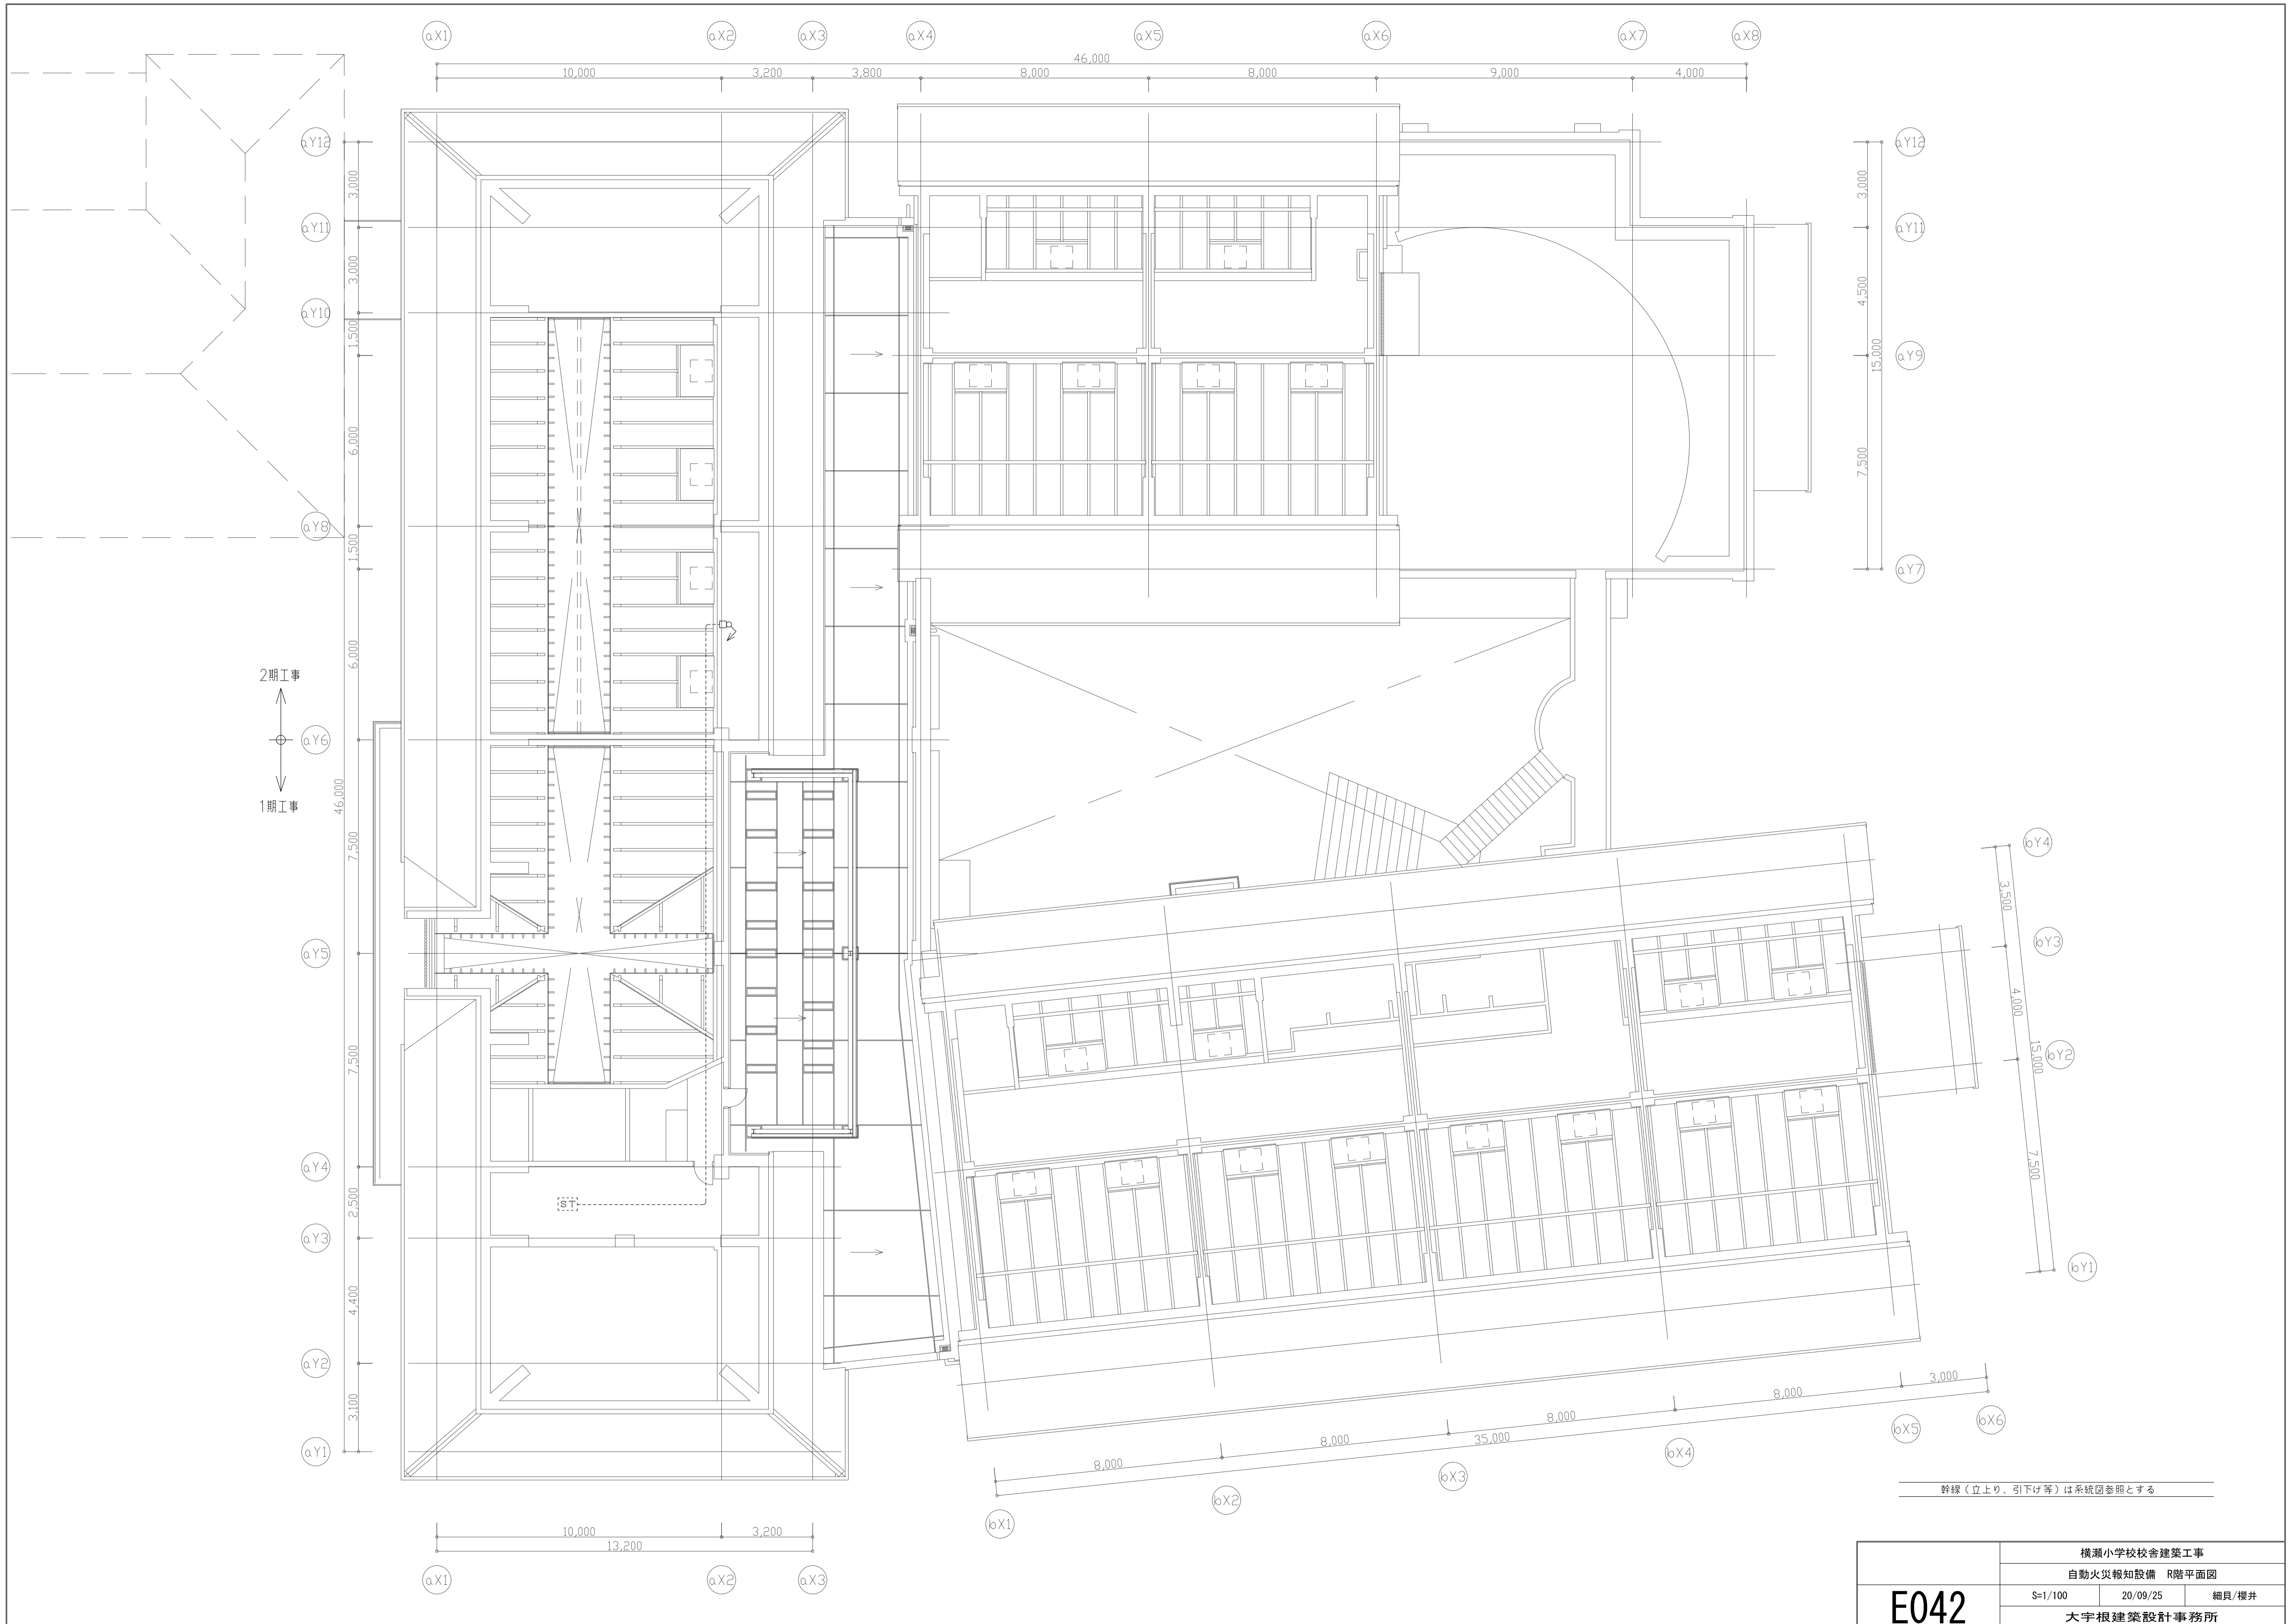 aX1 aX2 aX3 aX4 aX5 aX6 aX7 aX8
46,000
10,000 3,200 3,800 8,000 8,000 9,000 4,000
aY12
3,000
aY11
3,000
aY10
1,500
6,000
aY8
1,500
6,000
2期工事
aY6
1期工事
46,000
7,500
aY5
7,500
aY4
2,500
aY3
4,400
aY2
3,100
aY1
ST
aY12
3,000
aY11
4,500
aY9
15,000
7,500
aY7
bY4
3,500
bY3
4,000
bY2
15,000
7,500
bY1
8,000 8,000 8,000 8,000 3,000
35,000
bX1 bX2 bX3 bX4 bX5 bX6
10,000 3,200
13,200
aX1 aX2 aX3
幹線(立上り、引下げ等)は系統図参照とする
横瀬小学校校舎建築工事
自動火災報知設備 R階平面図
E042
S=1/100 20/09/25 細貝/櫻井
大宇根建築設計事務所